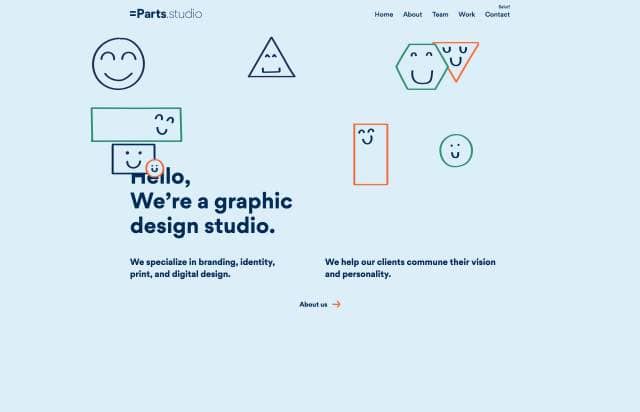 =Parts.studio
Home About Team Work Contact
Hello,
We're a graphic
design studio.
We specialize in branding, identity,
print, and digital design.
We help our clients commune their vision
and personality.
About us →